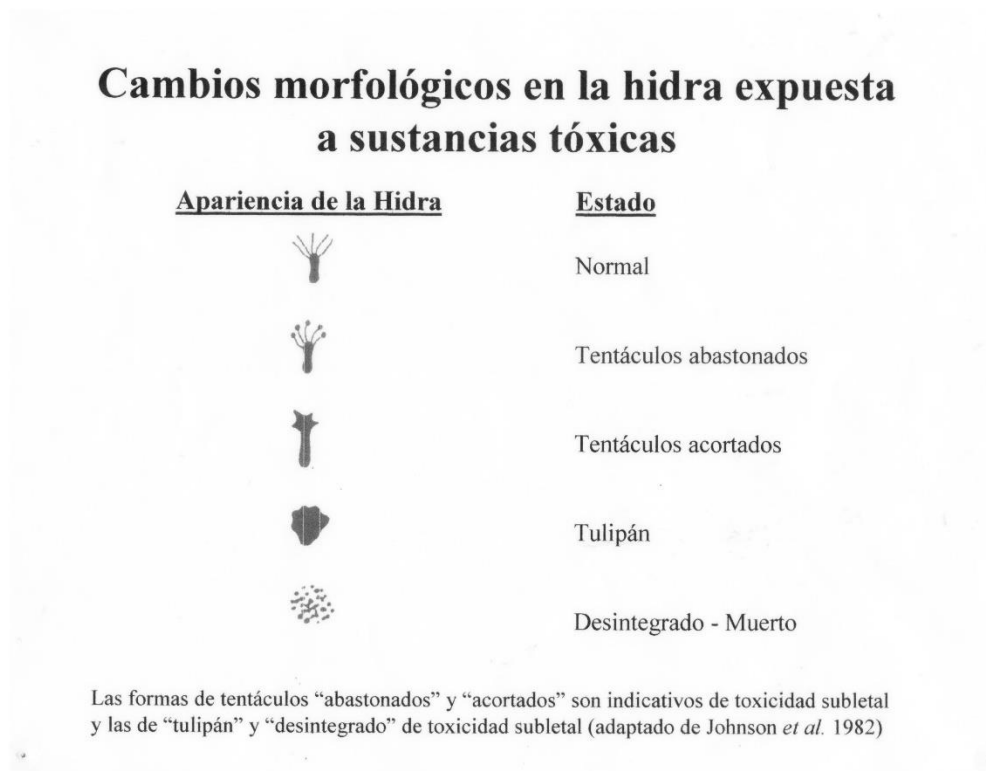 Cambios morfológicos en la hidra expuesta
a sustancias tóxicas
Apariencia de la Hidra Estado
Normal
Tentáculos abastonados
Tentáculos acortados
Tulipán
Desintegrado - Muerto
Las formas de tentáculos “abastonados” y “acortados” son indicativos de toxicidad subletal
y las de “tulipán” y “desintegrado” de toxicidad subletal (adaptado de Johnson et al. 1982)